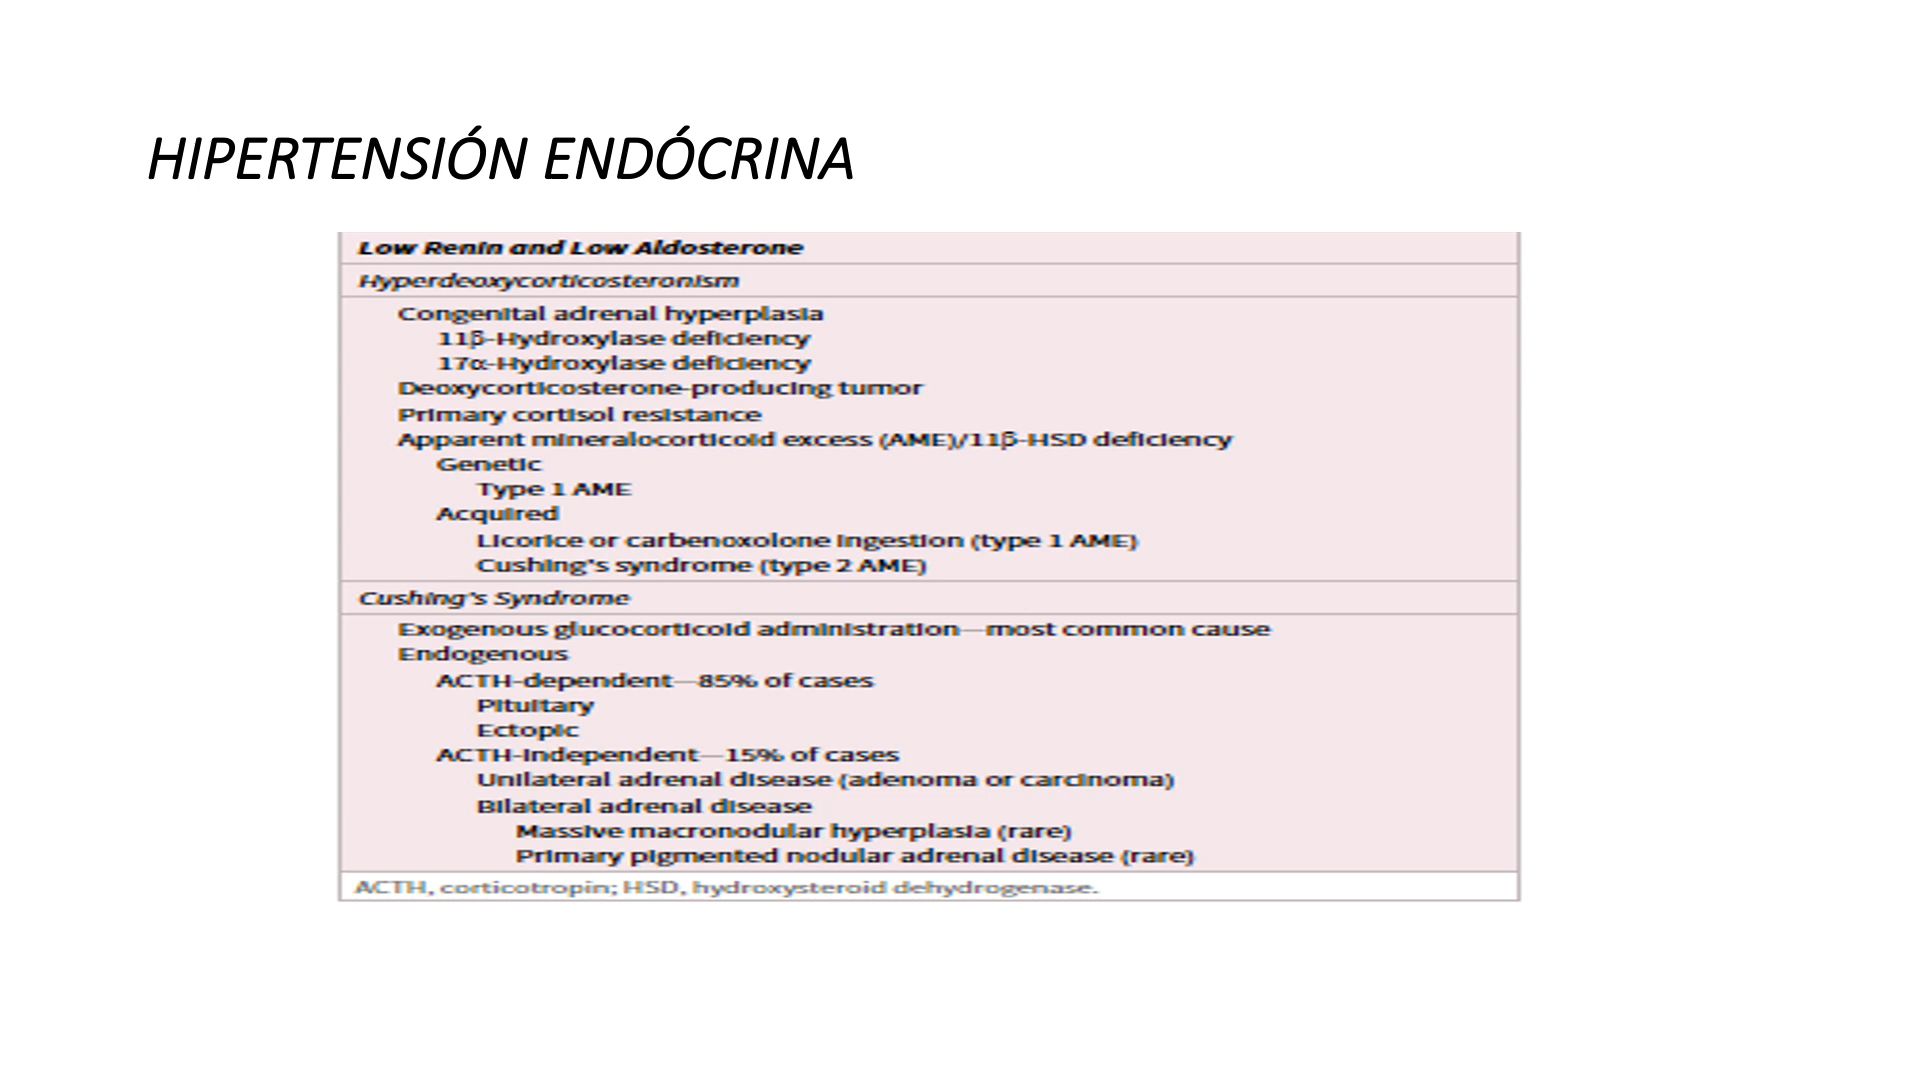 HIPERTENSIÓN ENDÓCRINA
Low Renin and Low Aldosterone
Hyperdeoxycorticosteronism
Congenital adrenal hyperplasia
11β-Hydroxylase deficiency
17α-Hydroxylase deficiency
Deoxycorticosterone-producing tumor
Primary cortisol resistance
Apparent mineralocorticoid excess (AME)/11β-HSD deficiency
Genetic
Type 1 AME
Acquired
Licorice or carbenoxolone ingestion (type 1 AME)
Cushing's syndrome (type 2 AME)
Cushing's Syndrome
Exogenous glucocorticoid administration—most common cause
Endogenous
ACTH-dependent—85% of cases
Pituitary
Ectopic
ACTH-independent—15% of cases
Unilateral adrenal disease (adenoma or carcinoma)
Bilateral adrenal disease
Massive macronodular hyperplasia (rare)
Primary pigmented nodular adrenal disease (rare)
ACTH, corticotropin; HSD, hydroxysteroid dehydrogenase.